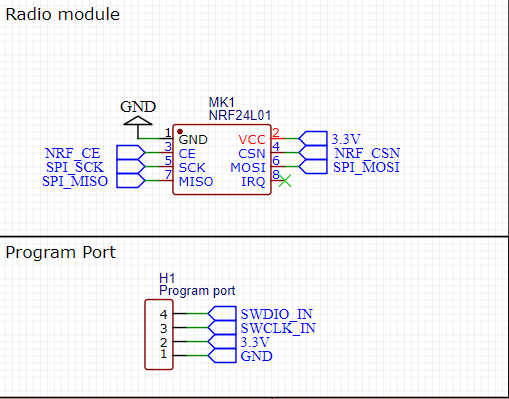 Radio module
GND
MK1
NRF24L01
1 GND VCC 2 3.3V
NRF_CE 3 CE CSN 4 NRF_CSN
SPI_SCK 5 SCK MOSI 6 SPI_MOSI
SPI_MISO 7 MISO IRQ 8
Program Port
H1
Program port
4 SWDIO_IN
3 SWCLK_IN
2 3.3V
1 GND